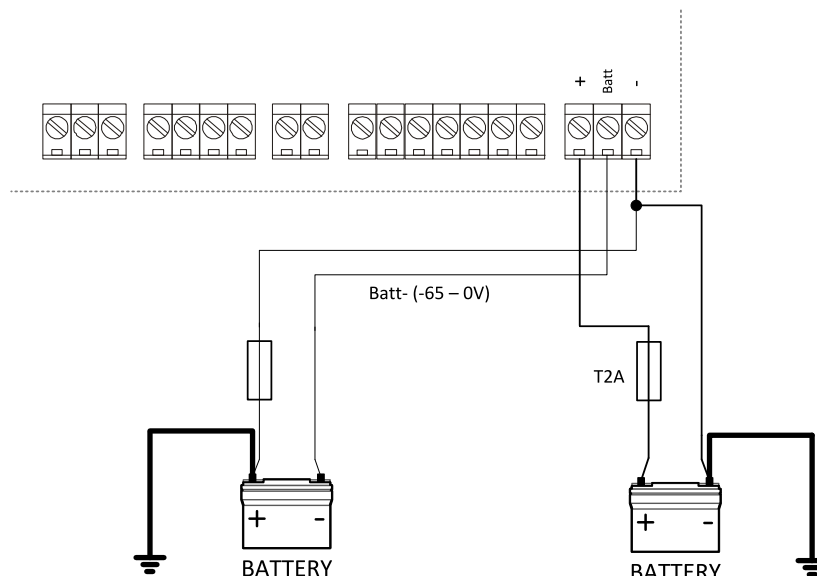 + Batt -
Batt- (-65 – 0V)
T2A
+ -
+ -
BATTERY
BATTERY